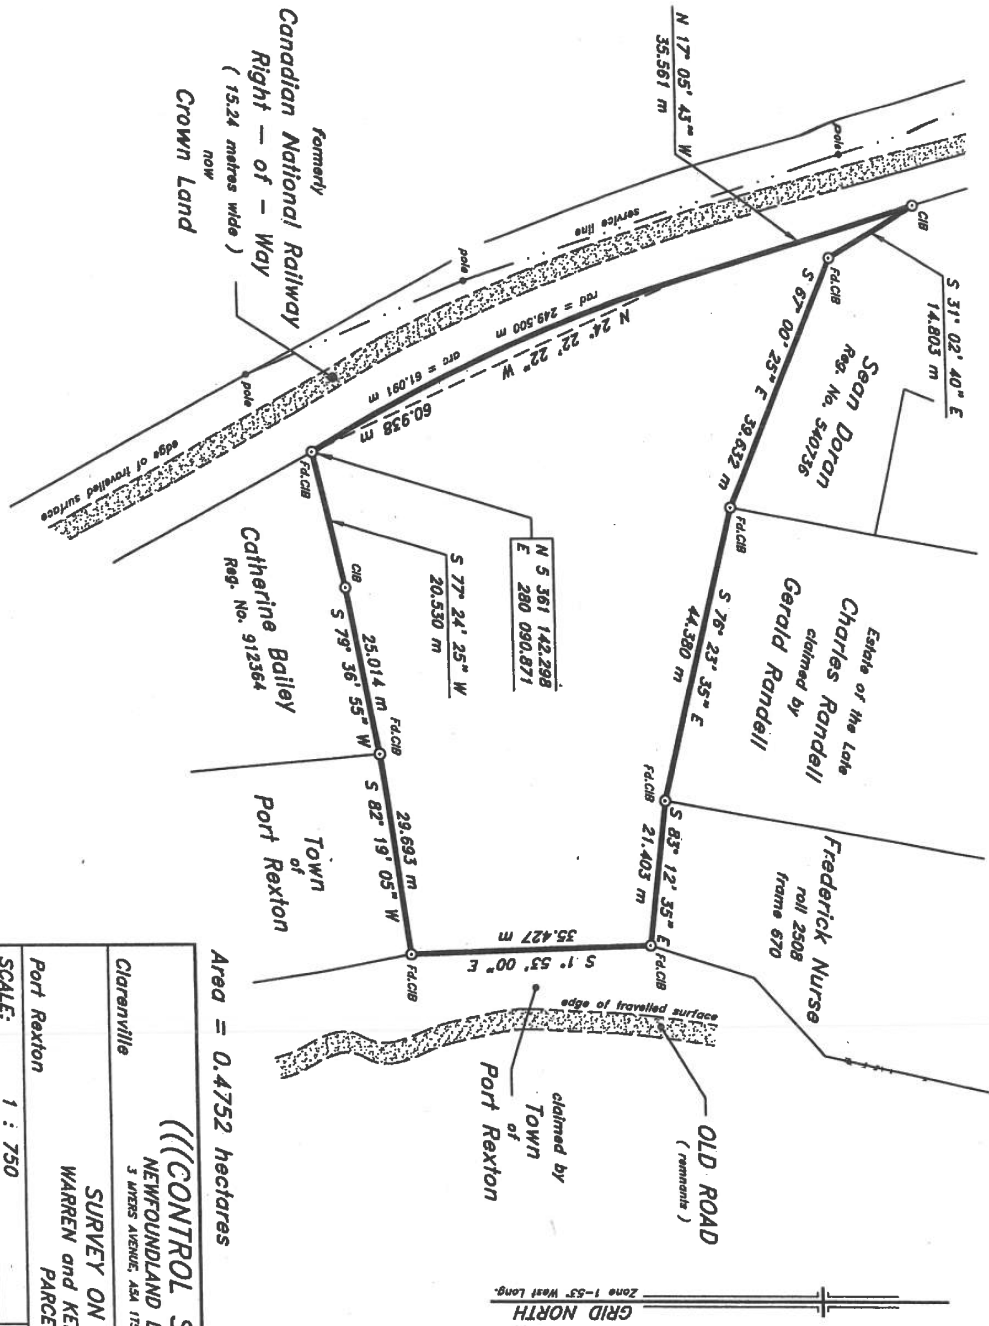 N 17° 05' 43" W
35.561 m
CIB
S 31° 02' 40" E
14.803 m
Fd.CIB
S 67° 00' 25" E 39.632 m
Sean Doran
Reg. No. 540736
Fd.CIB
S 76° 23' 35" E
44.380 m
Estate of the Late
Charles Randell
claimed by
Gerald Randell
Fd.CIB
S 83° 12' 35" E
21.403 m
Fd.CIB
Frederick Nurse
roll 2508
frame 670
formerly
Canadian National Railway
Right - of - Way
( 15.24 metres wide )
now
Crown Land
pole
service line
pole
pole
edge of travelled surface
rad = 249.500 m
arc = 61.091 m
N 24° 22' 22" W
60.938 m
Fd.CIB
N 5 361 142.298
E 280 090.871
S 77° 24' 25" W
20.530 m
CIB
25.014 m
S 79° 36' 55" W
Fd.CIB
29.693 m
S 82° 19' 05" W
Fd.CIB
35.427 m
S 1° 53' 00" E
Catherine Bailey
Reg. No. 912364
Town
of
Port Rexton
edge of travelled surface
OLD ROAD
( remnants )
claimed by
Town
of
Port Rexton
GRID NORTH
Zone 1-53° West Long.
Area = 0.4752 hectares
((((CONTROL S
NEWFOUNDLAND
3 MYERS AVENUE, A5A 1T5
Clarenville
SURVEY ON
WARREN and KE
PARCE
Port Rexton
SCALE: 1 : 750